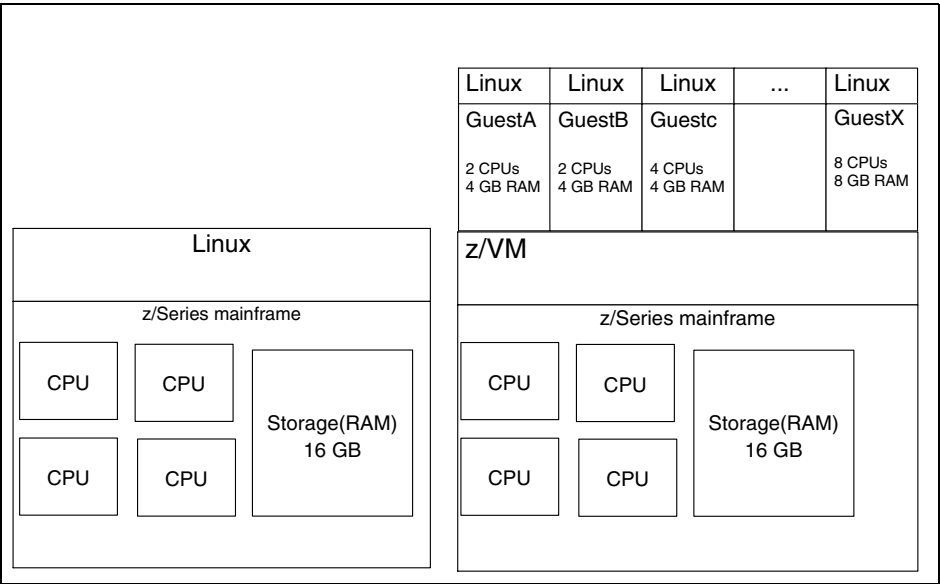 Linux Linux Linux ... Linux
GuestA GuestB Guestc GuestX
2 CPUs 2 CPUs 4 CPUs 8 CPUs
4 GB RAM 4 GB RAM 4 GB RAM 8 GB RAM
Linux
z/Series mainframe
CPU CPU
Storage(RAM)
16 GB
CPU CPU
z/VM
z/Series mainframe
CPU CPU
Storage(RAM)
16 GB
CPU CPU